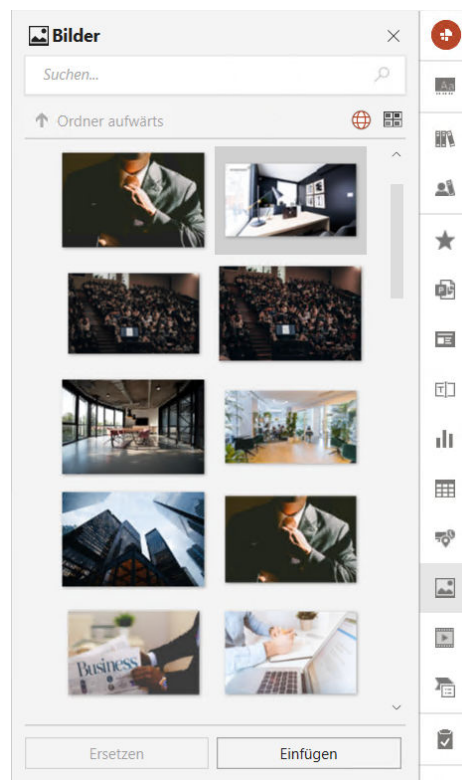 Bilder
Suchen...
Ordner aufwärts
Business
Ersetzen
Einfügen